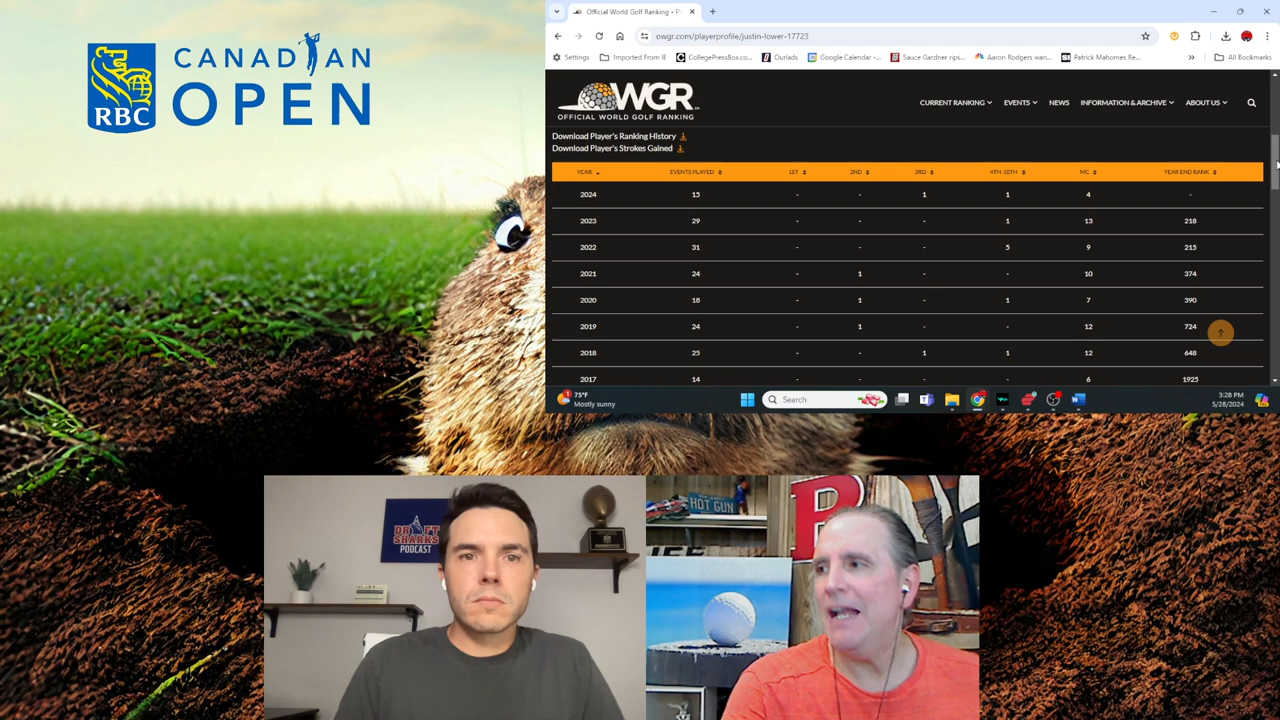 CANADIAN
OPEN
RBC
Official World Golf Ranking - P
owgr.com/playerprofile/justin-lower-17723
Settings Imported From IE CollegePressBox.co... Ourlads Google Calendar -... Sauce Gardner rips... Aaron Rodgers wan... Patrick Mahomes Re... » All Bookmarks
OWGR
OFFICIAL WORLD GOLF RANKING
CURRENT RANKING EVENTS NEWS INFORMATION & ARCHIVE ABOUT US
Download Player's Ranking History
Download Player's Strokes Gained
YEAR EVENTS PLAYED 1ST 2ND 3RD 4TH-10TH MC YEAR END RANK
2024 15 - - 1 1 4 -
2023 29 - - - 1 13 218
2022 31 - - - 5 9 215
2021 24 - 1 - - 10 374
2020 18 - 1 - 1 7 390
2019 24 - 1 - - 12 724
2018 25 - - 1 1 12 648
2017 14 - - - - 6 1925
75°F
Mostly sunny
Search
3:28 PM
5/28/2024
DRAFT
SHARKS
PODCAST
HOT GUN